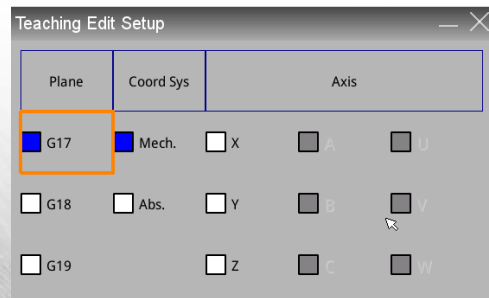 Teaching Edit Setup
Plane Coord Sys Axis
G17 Mech. X A U
G18 Abs. Y B V
G19 Z C W